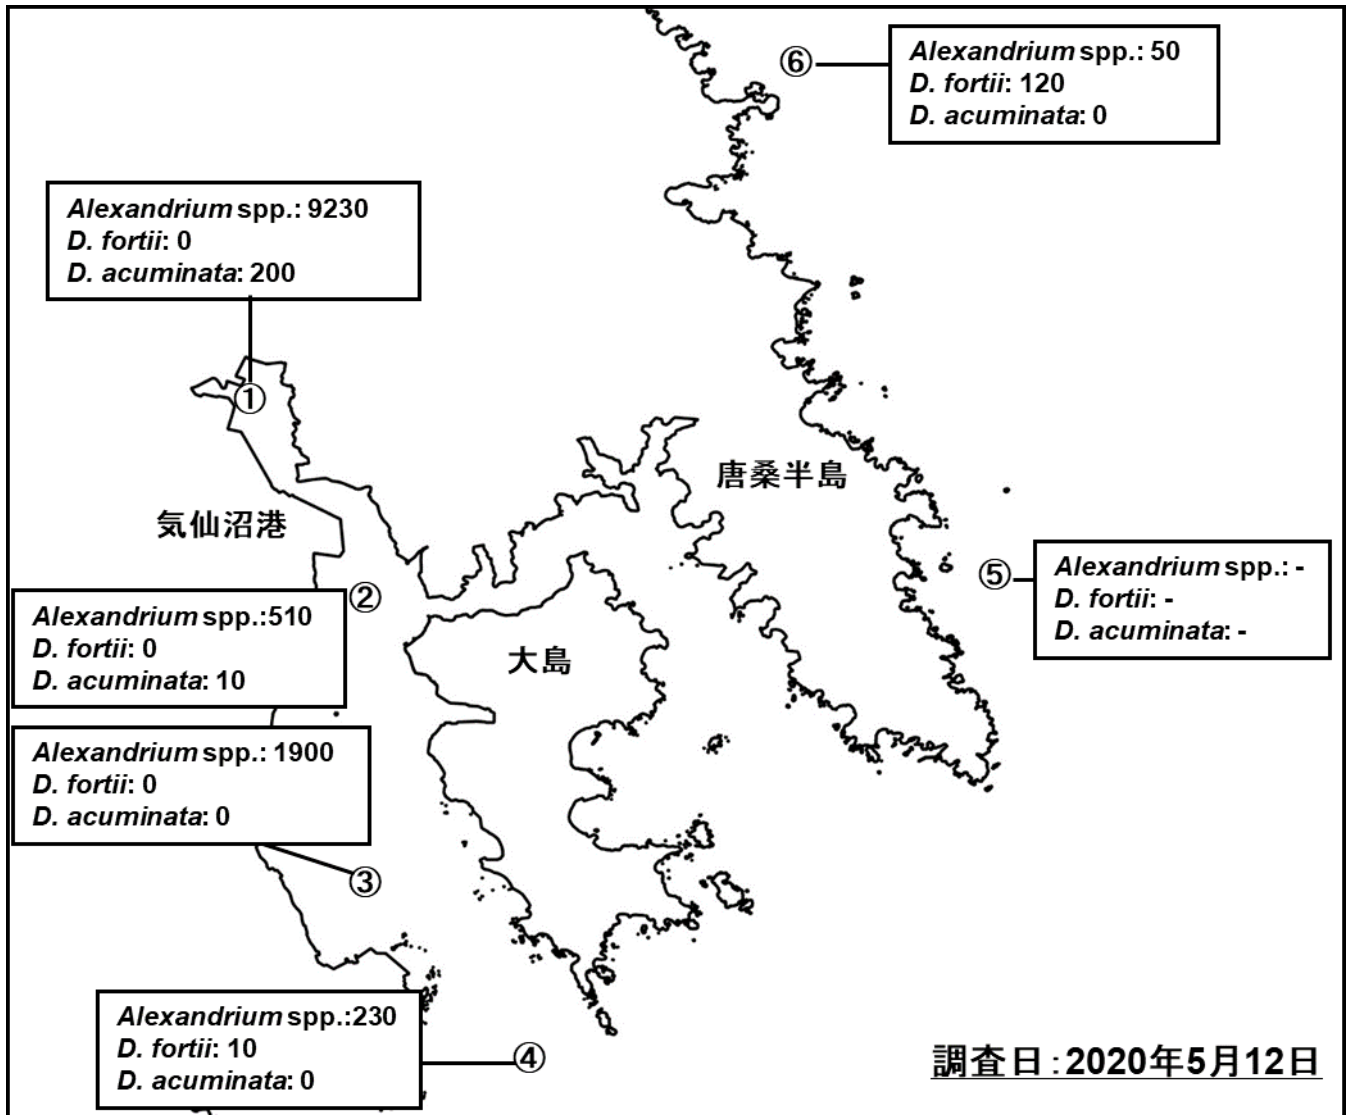 ⑥
Alexandrium spp.: 50
D. fortii: 120
D. acuminata: 0
Alexandrium spp.: 9230
D. fortii: 0
D. acuminata: 200
①
唐桑半島
気仙沼港
⑤
Alexandrium spp.: -
D. fortii: -
D. acuminata: -
②
Alexandrium spp.:510
D. fortii: 0
D. acuminata: 10
大島
Alexandrium spp.: 1900
D. fortii: 0
D. acuminata: 0
③
Alexandrium spp.:230
D. fortii: 10
D. acuminata: 0
④
調査日:2020年5月12日